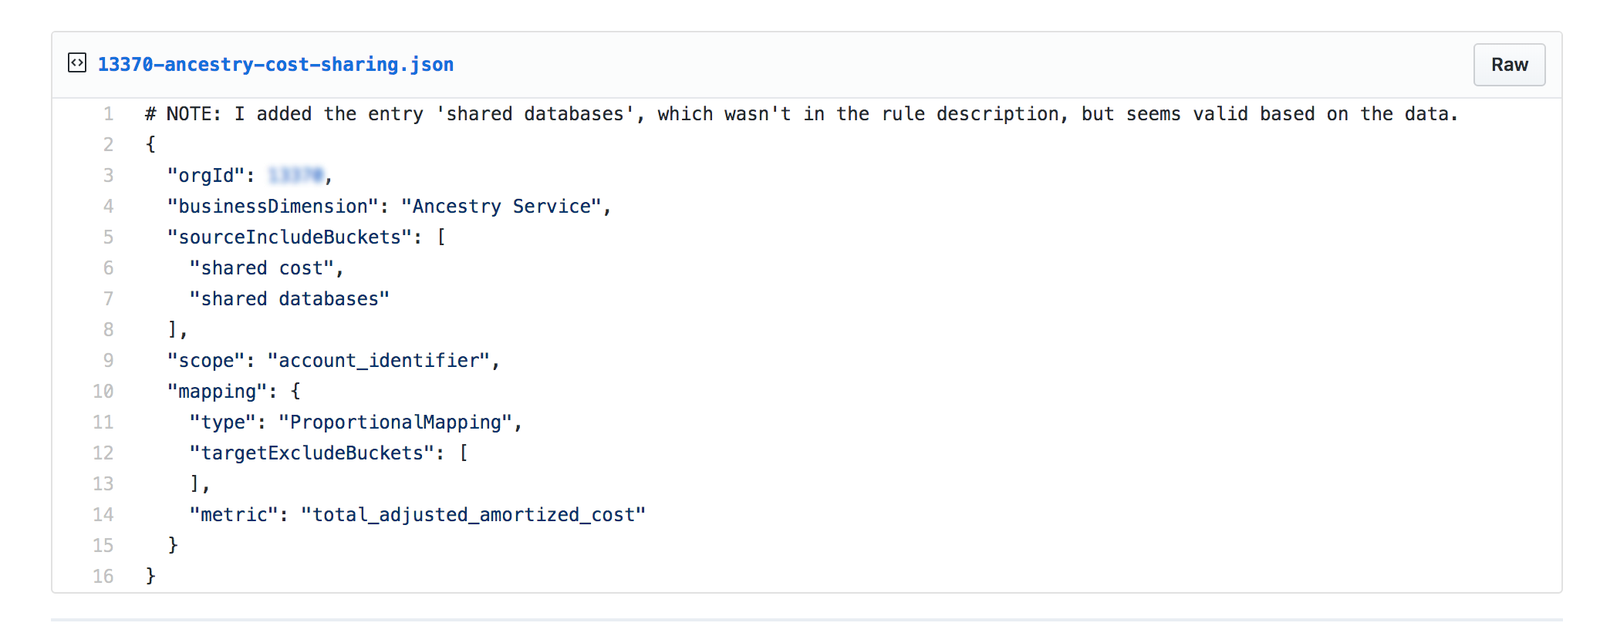 13370-ancestry-cost-sharing.json
Raw
1 # NOTE: I added the entry 'shared databases', which wasn't in the rule description, but seems valid based on the data.
2 {
3   "orgId": ,
4   "businessDimension": "Ancestry Service",
5   "sourceIncludeBuckets": [
6     "shared cost",
7     "shared databases"
8   ],
9   "scope": "account_identifier",
10   "mapping": {
11     "type": "ProportionalMapping",
12     "targetExcludeBuckets": [
13     ],
14     "metric": "total_adjusted_amortized_cost"
15   }
16 }